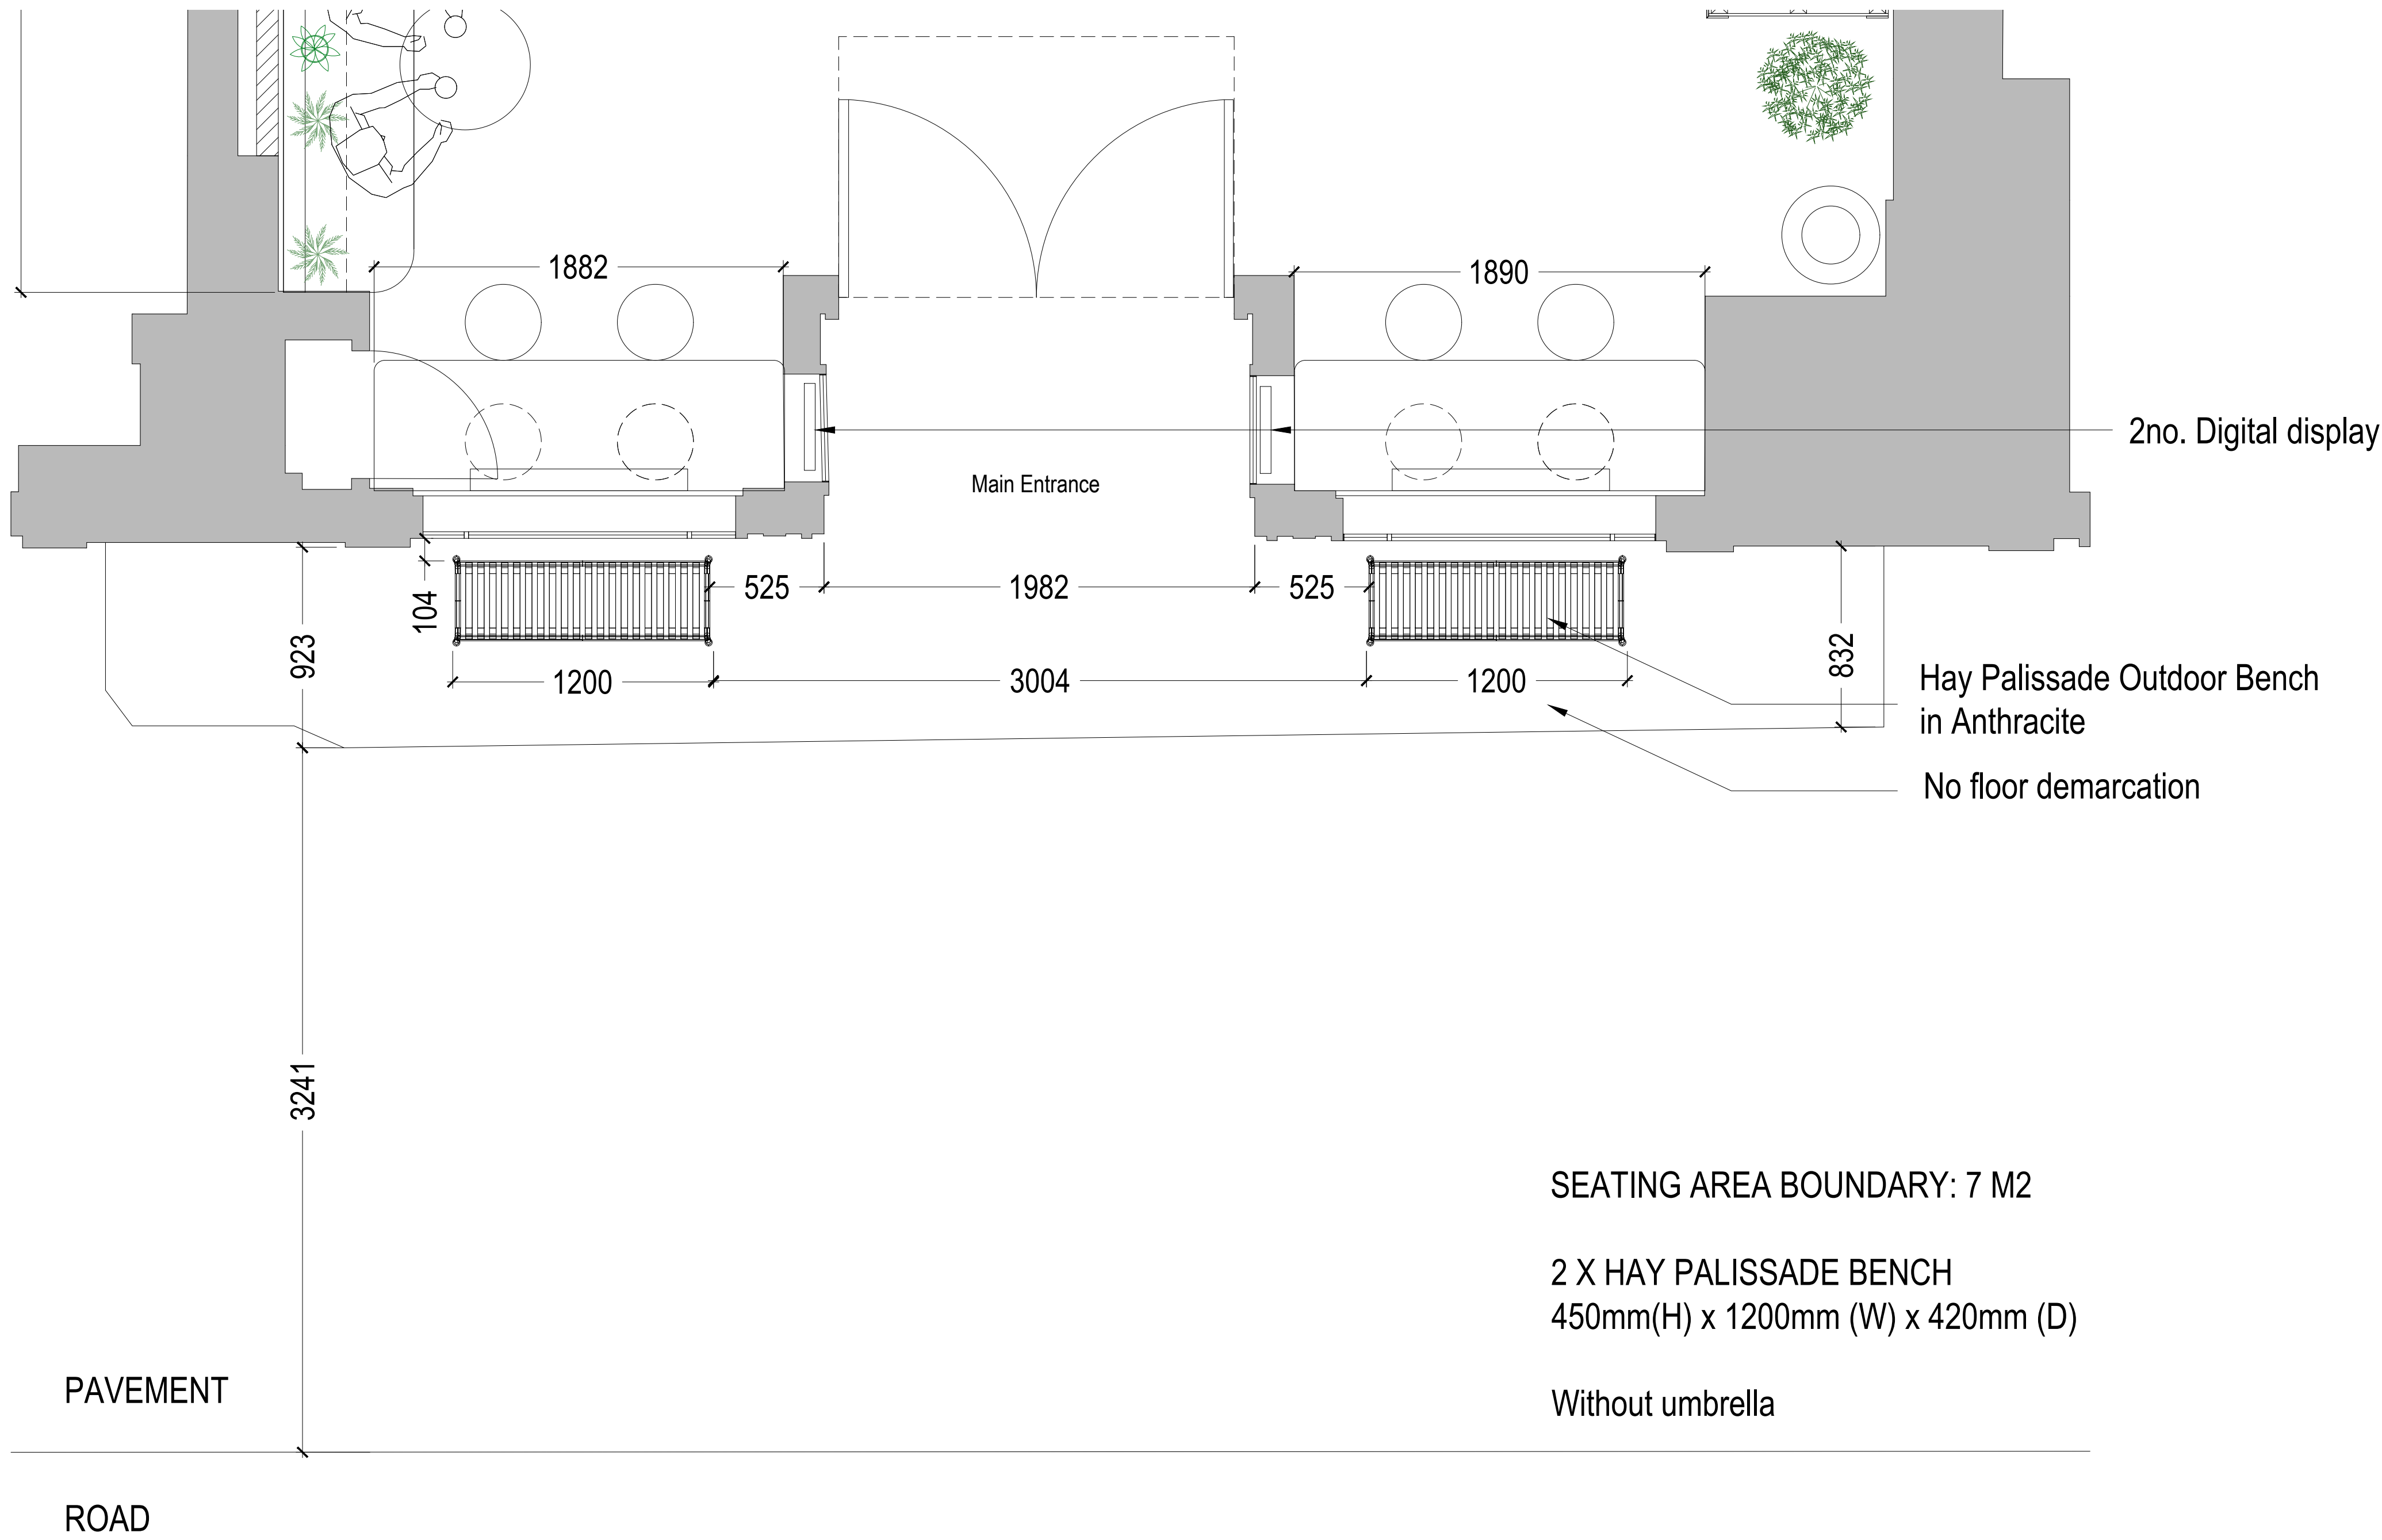 1882
1890
2no. Digital display
Main Entrance
525
1982
525
104
923
832
1200
3004
1200
Hay Palissade Outdoor Bench
in Anthracite
No floor demarcation
3241
SEATING AREA BOUNDARY: 7 M2
2 X HAY PALISSADE BENCH
450mm(H) x 1200mm (W) x 420mm (D)
Without umbrella
PAVEMENT
ROAD